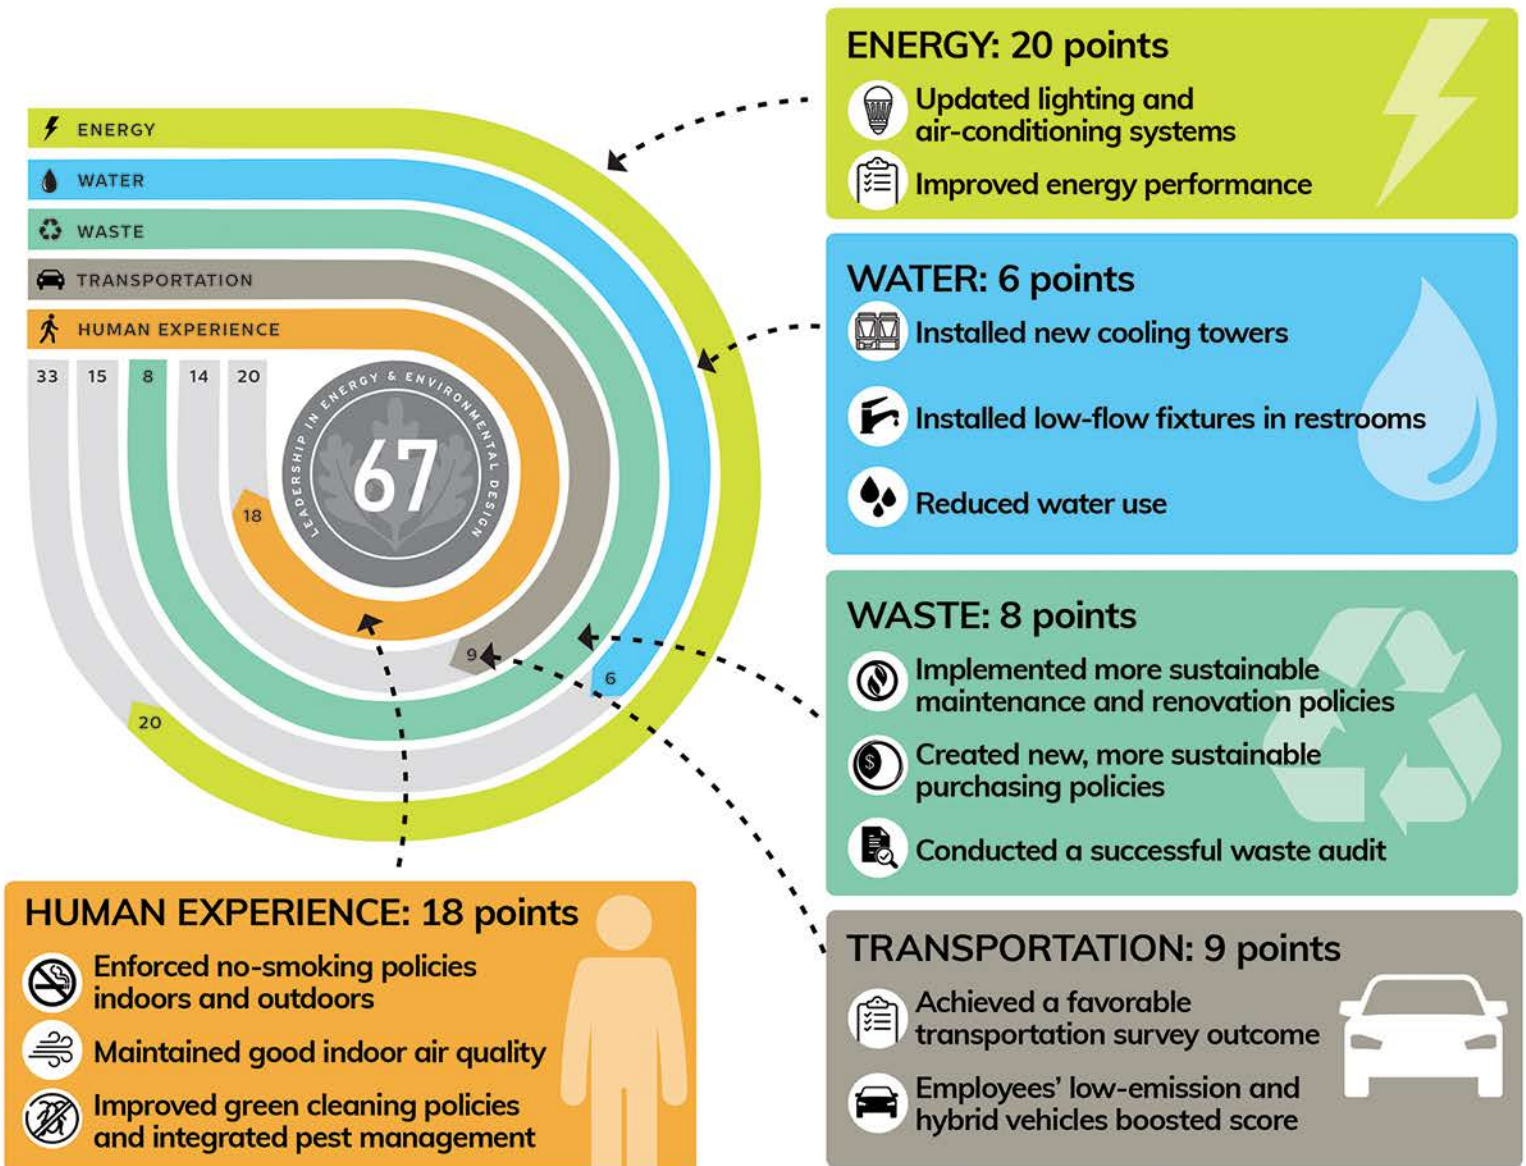 ENERGY
WATER
WASTE
TRANSPORTATION
HUMAN EXPERIENCE
33 15 8 14 20
LEADERSHIP IN ENERGY & ENVIRONMENTAL DESIGN
67
18
9
6
20
ENERGY: 20 points
Updated lighting and
air-conditioning systems
Improved energy performance
WATER: 6 points
Installed new cooling towers
Installed low-flow fixtures in restrooms
Reduced water use
WASTE: 8 points
Implemented more sustainable
maintenance and renovation policies
$
Created new, more sustainable
purchasing policies
Conducted a successful waste audit
HUMAN EXPERIENCE: 18 points
Enforced no-smoking policies
indoors and outdoors
Maintained good indoor air quality
Improved green cleaning policies
and integrated pest management
TRANSPORTATION: 9 points
Achieved a favorable
transportation survey outcome
Employees’ low-emission and
hybrid vehicles boosted score